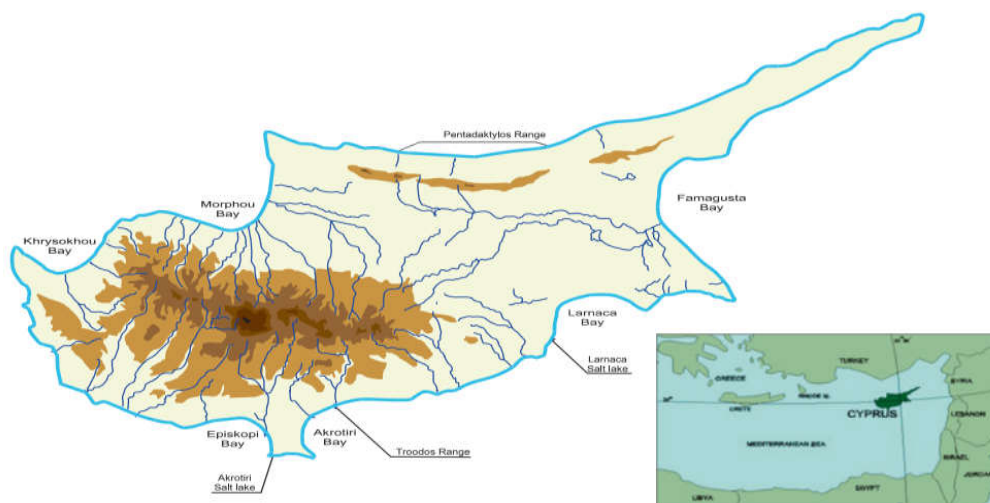 Pentadaktylos Range
Famagusta
Bay
Morphou
Bay
Khrysokhou
Bay
Larnaca
Bay
Larnaca
Salt lake
Episkopi
Bay
Akrotiri
Bay
Troodos Range
Akrotiri
Salt lake
TURKEY
GREECE
SYRIA
CRETE
CYPRUS
LEBANON
MEDITERRANEAN SEA
ISRAEL
JORDAN
EGYPT
LIBYA